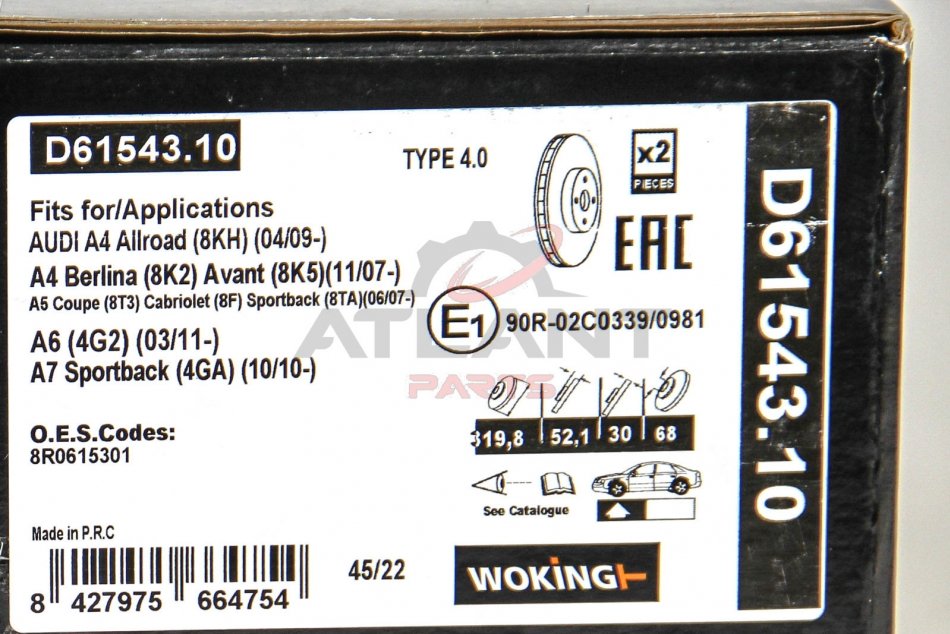 D61543.10
TYPE 4.0
x2
PIECES
Fits for/Applications
AUDI A4 Allroad (8KH) (04/09-)
A4 Berlina (8K2) Avant (8K5)(11/07-)
A5 Coupe (8T3) Cabriolet (8F) Sportback (8TA)(06/07-)
A6 (4G2) (03/11-)
A7 Sportback (4GA) (10/10-)
EAC
E1 90R-02C0339/0981
ATLANT
PARTS
319,8 52,1 30 68
O.E.S.Codes:
8R0615301
See Catalogue
Made in P.R.C
45/22
8 427975 664754
WOKING
D61543.10